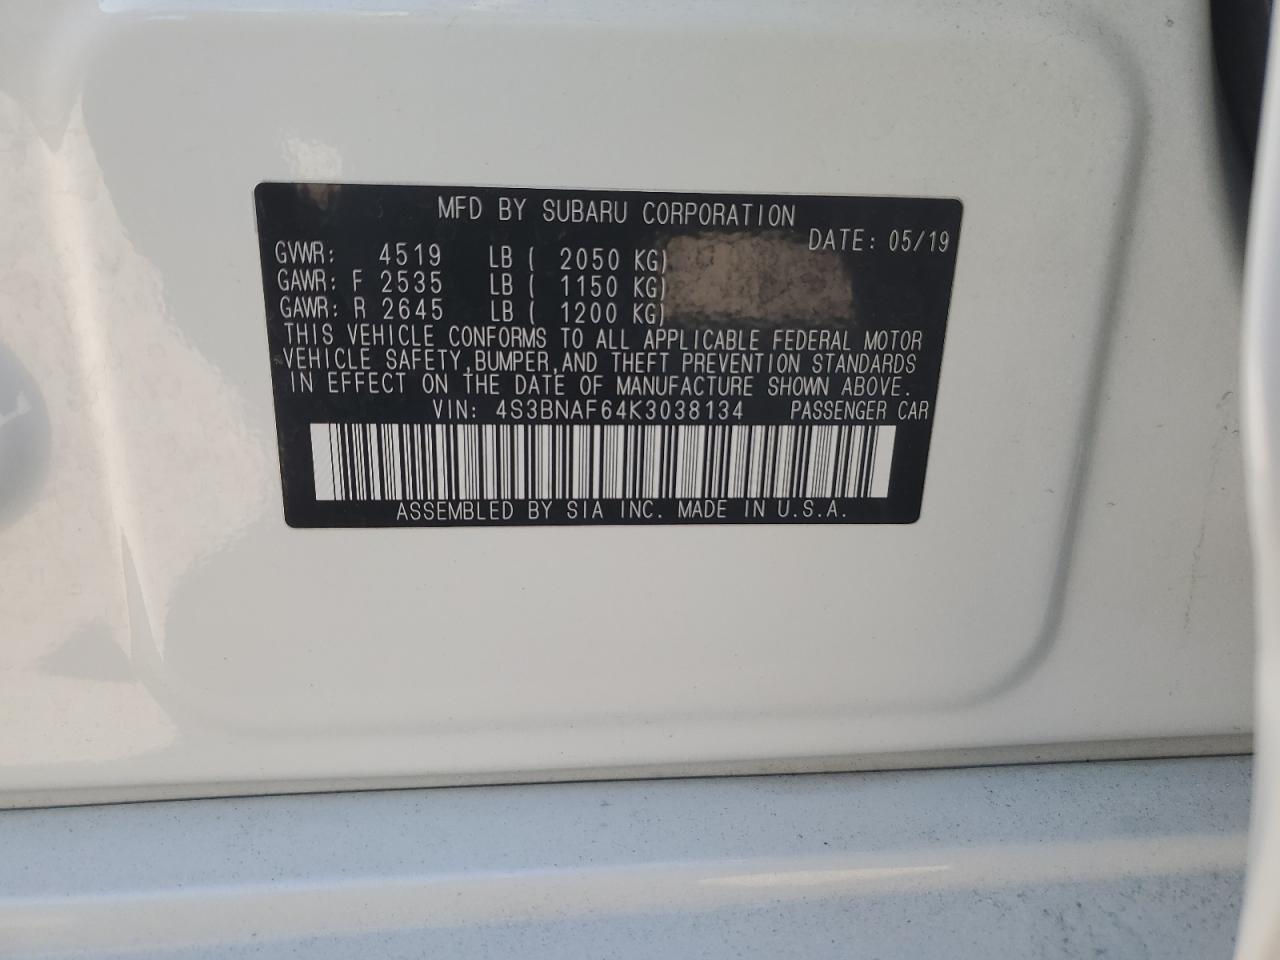 MFD BY SUBARU CORPORATION
DATE: 05/19
GVWR: 4519 LB ( 2050 KG)
GAWR: F 2535 LB ( 1150 KG)
GAWR: R 2645 LB ( 1200 KG)
THIS VEHICLE CONFORMS TO ALL APPLICABLE FEDERAL MOTOR
VEHICLE SAFETY,BUMPER,AND THEFT PREVENTION STANDARDS
IN EFFECT ON THE DATE OF MANUFACTURE SHOWN ABOVE.
VIN: 4S3BNAF64K3038134 PASSENGER CAR
ASSEMBLED BY SIA INC. MADE IN U.S.A.